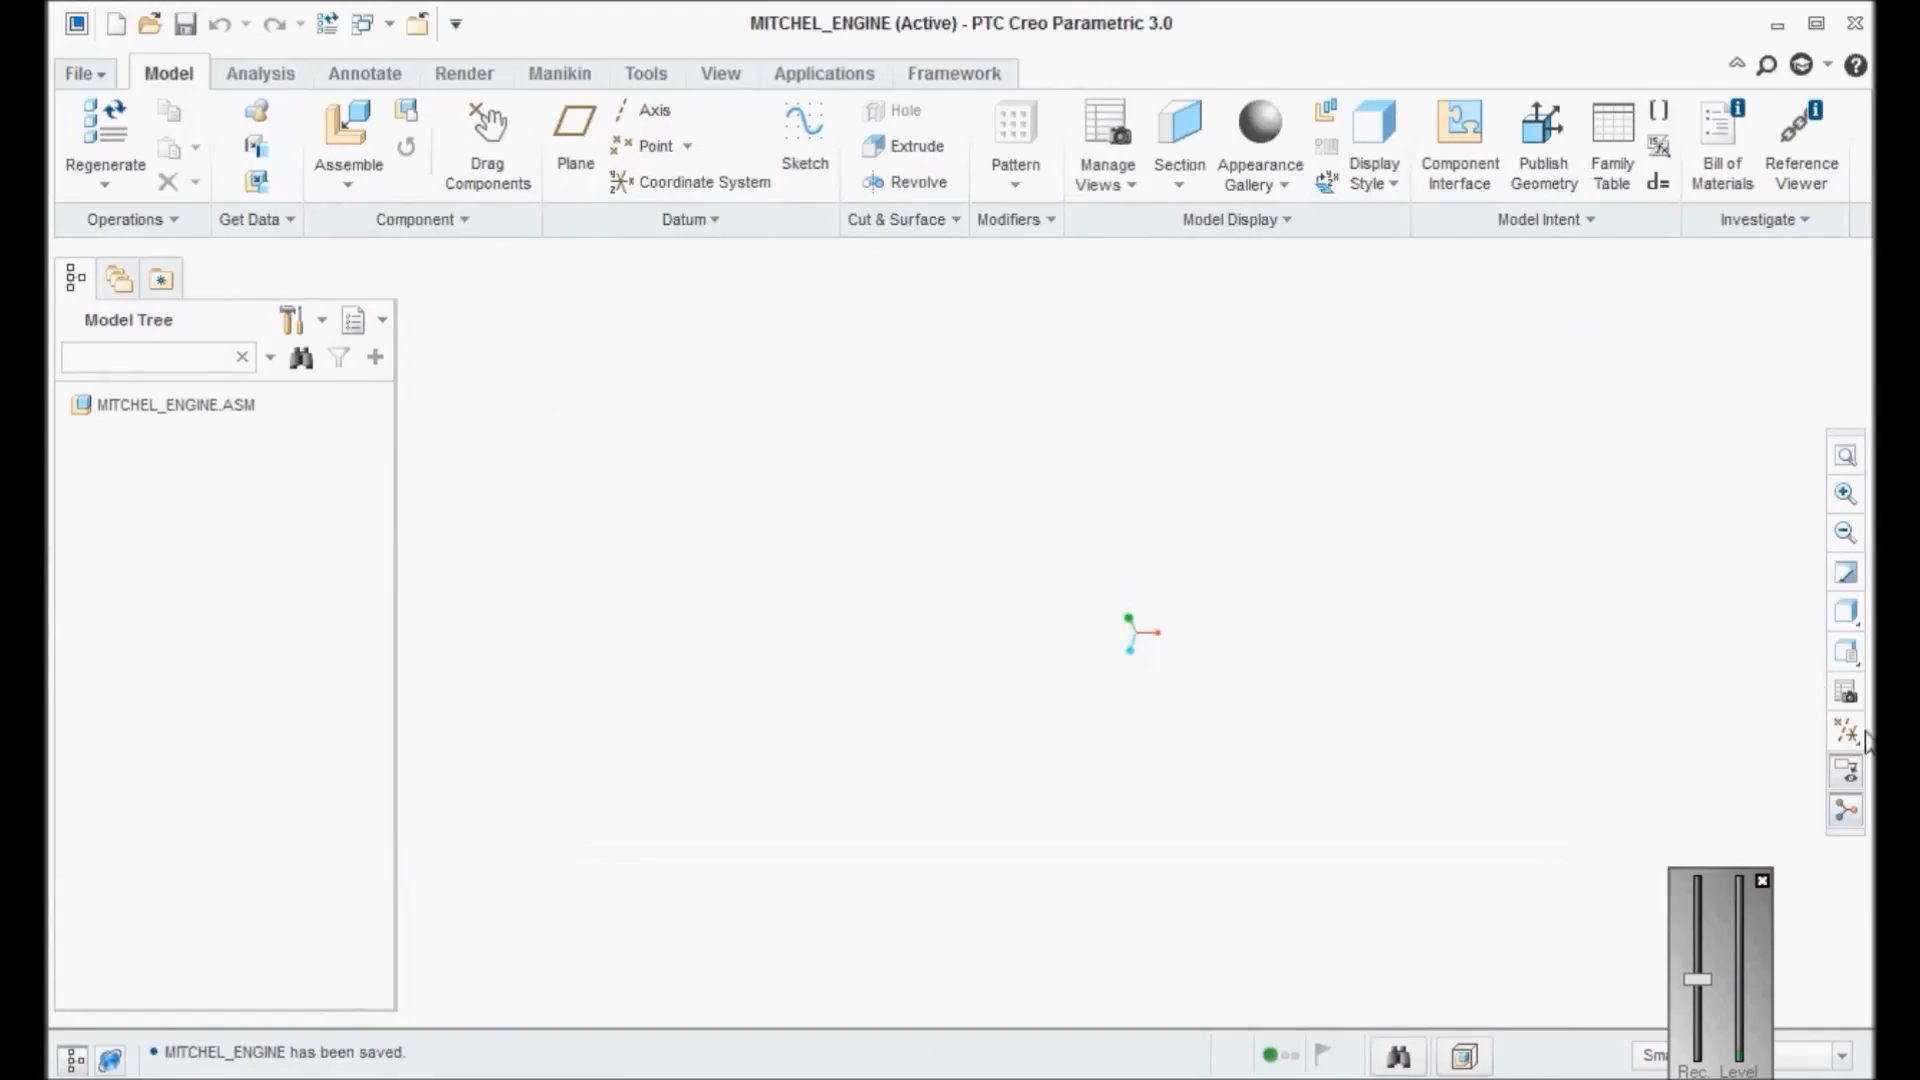 MITCHEL_ENGINE (Active) - PTC Creo Parametric 3.0
File Model Analysis Annotate Render Manikin Tools View Applications Framework
Regenerate
Assemble
Drag Components
Plane
Axis
Point
Coordinate System
Sketch
Hole
Extrude
Revolve
Pattern
Manage Views
Section
Appearance Gallery
Display Style
Component Interface
Publish Geometry
Family Table
d=
Bill of Materials
Reference Viewer
Operations Get Data Component Datum Cut & Surface Modifiers Model Display Model Intent Investigate
Model Tree
MITCHEL_ENGINE.ASM
MITCHEL_ENGINE has been saved.
Rec. Level